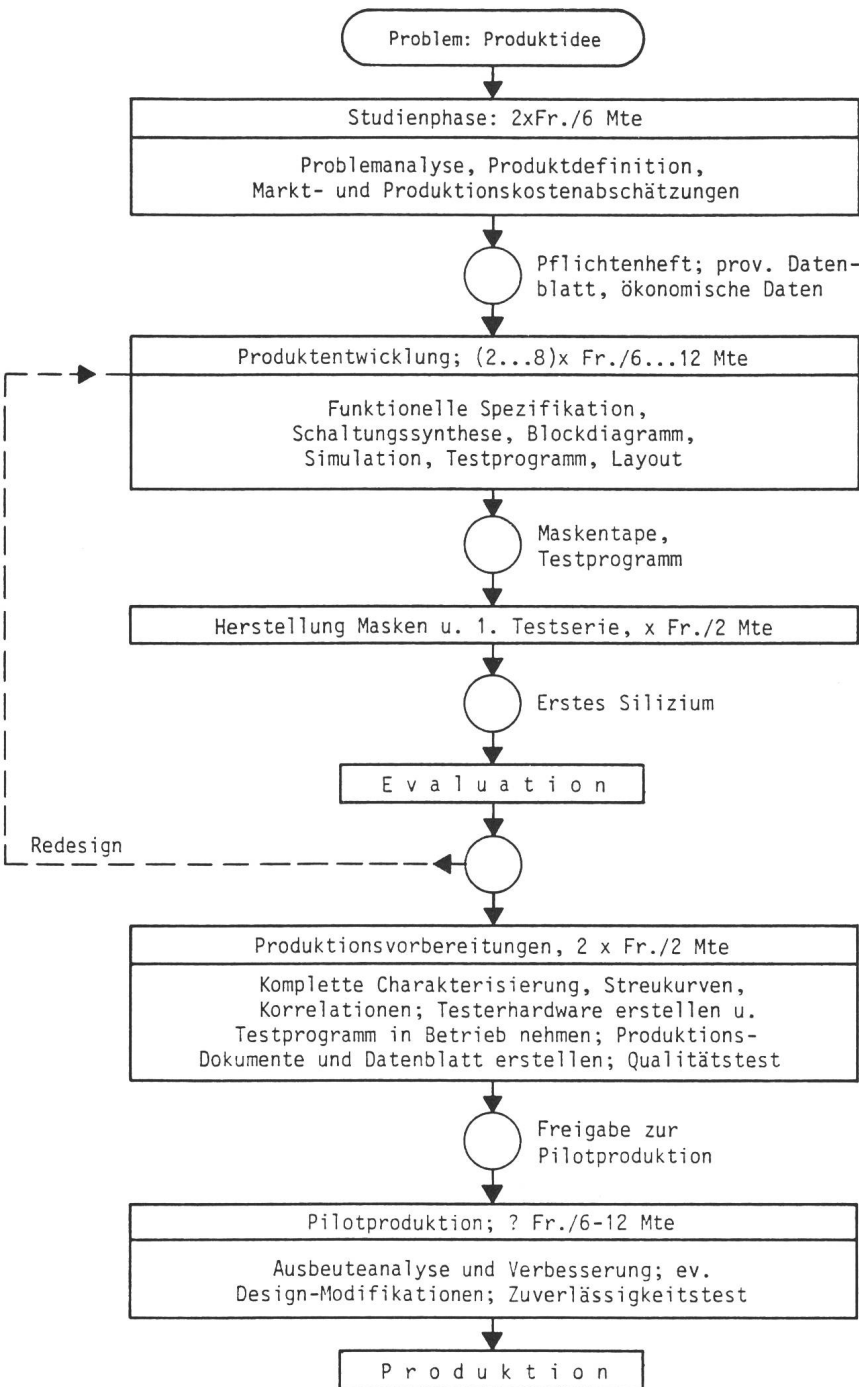 Problem: Produktidee
Studienphase: 2xFr./6 Mte
Problemanalyse, Produktdefinition,
Markt- und Produktionskostenabschätzungen
Pflichtenheft; prov. Daten-
blatt, ökonomische Daten
Produktentwicklung; (2...8)x Fr./6...12 Mte
Funktionelle Spezifikation,
Schaltungssynthese, Blockdiagramm,
Simulation, Testprogramm, Layout
Maskentape,
Testprogramm
Herstellung Masken u. 1. Testserie, x Fr./2 Mte
Erstes Silizium
Evaluation
Redesign
Produktionsvorbereitungen, 2 x Fr./2 Mte
Komplette Charakterisierung, Streukurven,
Korrelationen; Testerhardware erstellen u.
Testprogramm in Betrieb nehmen; Produktions-
Dokumente und Datenblatt erstellen; Qualitätstest
Freigabe zur
Pilotproduktion
Pilotproduktion; ? Fr./6-12 Mte
Ausbeuteanalyse und Verbesserung; ev.
Design-Modifikationen; Zuverlässigkeitstest
Produktion